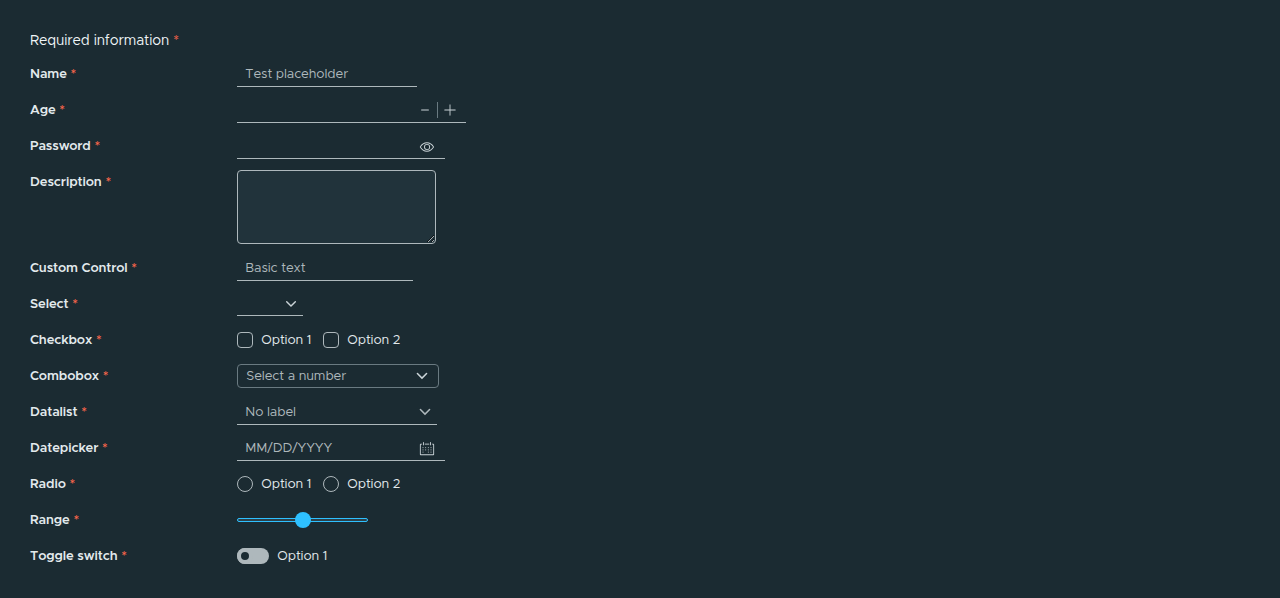 Required information *
Name * Test placeholder
Age *
Password *
Description *
Custom Control * Basic text
Select *
Checkbox * Option 1 Option 2
Combobox * Select a number
Datalist * No label
Datepicker * MM/DD/YYYY
Radio * Option 1 Option 2
Range *
Toggle switch * Option 1